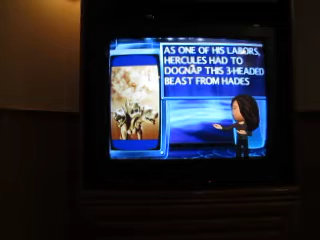 AS ONE OF HIS LABORS,
HERCULES HAD TO
DOGNAP THIS 3-HEADED
BEAST FROM HADES